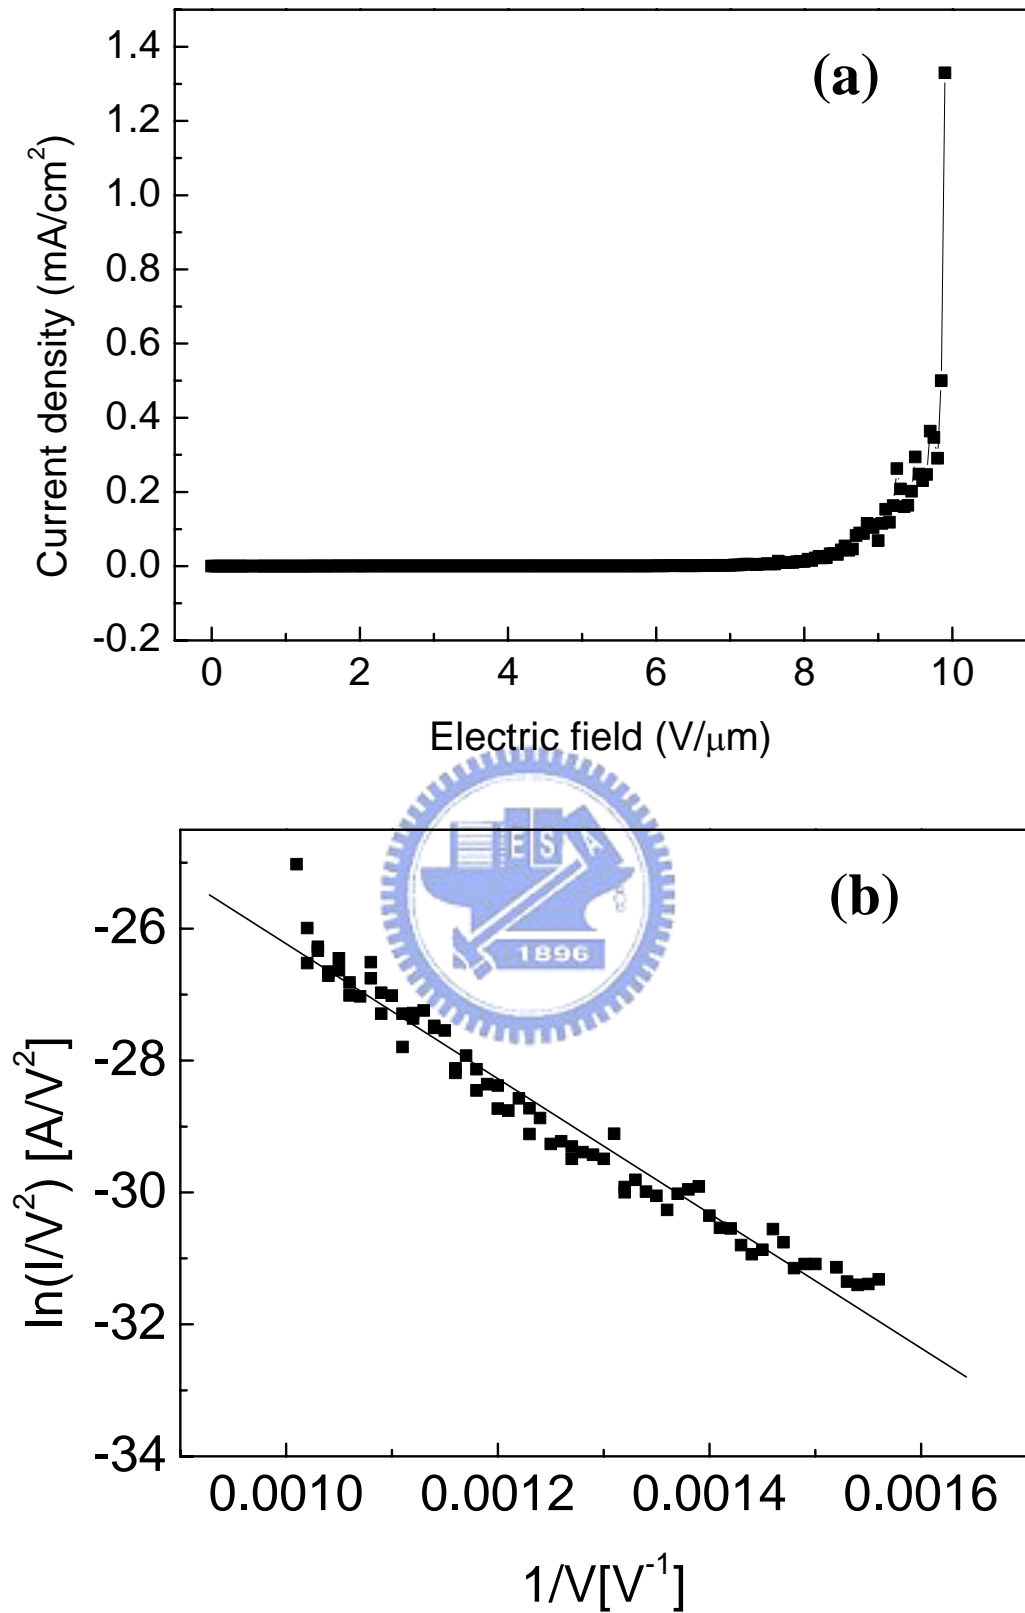 (a)
Current density (mA/cm²)
1.4
1.2
1.0
0.8
0.6
0.4
0.2
0.0
-0.2
0 2 4 6 8 10
Electric field (V/μm)
(b)
ln(I/V²) [A/V²]
-26
-28
-30
-32
-34
0.0010 0.0012 0.0014 0.0016
1/V[V⁻¹]
E S
A
1896